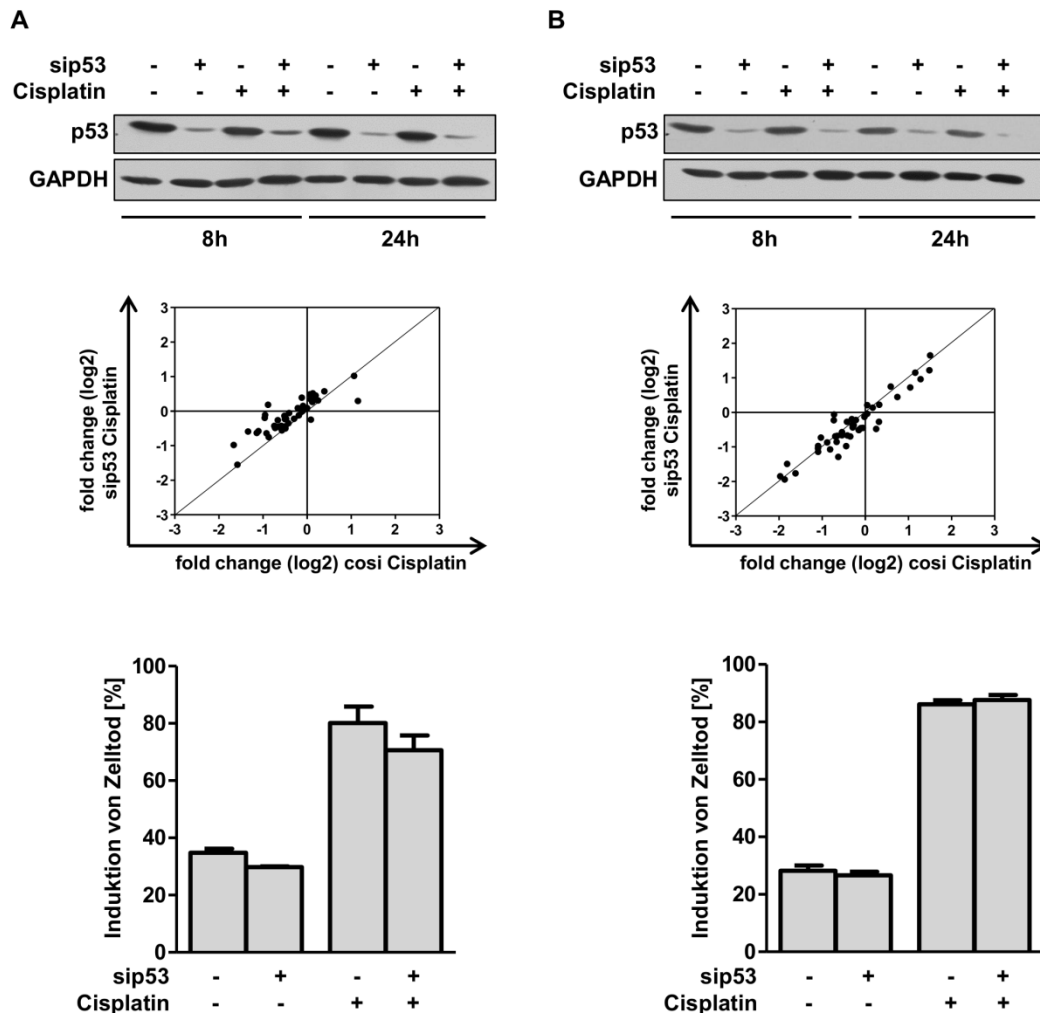 A
sip53 - + - + - + - +
Cisplatin - - + + - - + +
p53
GAPDH
8h 24h
3
2
1
0
-1
-2
-3
-3 -2 -1 0 1 2 3
fold change (log2)
sip53 Cisplatin
fold change (log2) cosi Cisplatin
100
80
60
40
20
0
Induktion von Zelltod [%]
sip53 - + - +
Cisplatin - - + +
B
sip53 - + - + - + - +
Cisplatin - - + + - - + +
p53
GAPDH
8h 24h
3
2
1
0
-1
-2
-3
-3 -2 -1 0 1 2 3
fold change (log2)
sip53 Cisplatin
fold change (log2) cosi Cisplatin
100
80
60
40
20
0
Induktion von Zelltod [%]
sip53 - + - +
Cisplatin - - + +